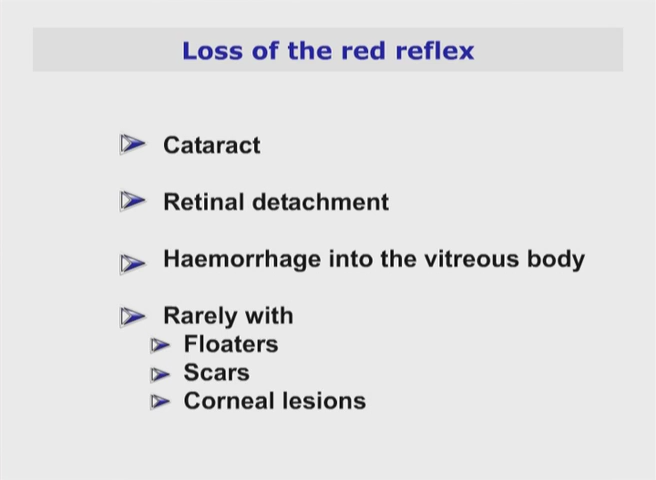 Loss of the red reflex
Cataract
Retinal detachment
Haemorrhage into the vitreous body
Rarely with
Floaters
Scars
Corneal lesions